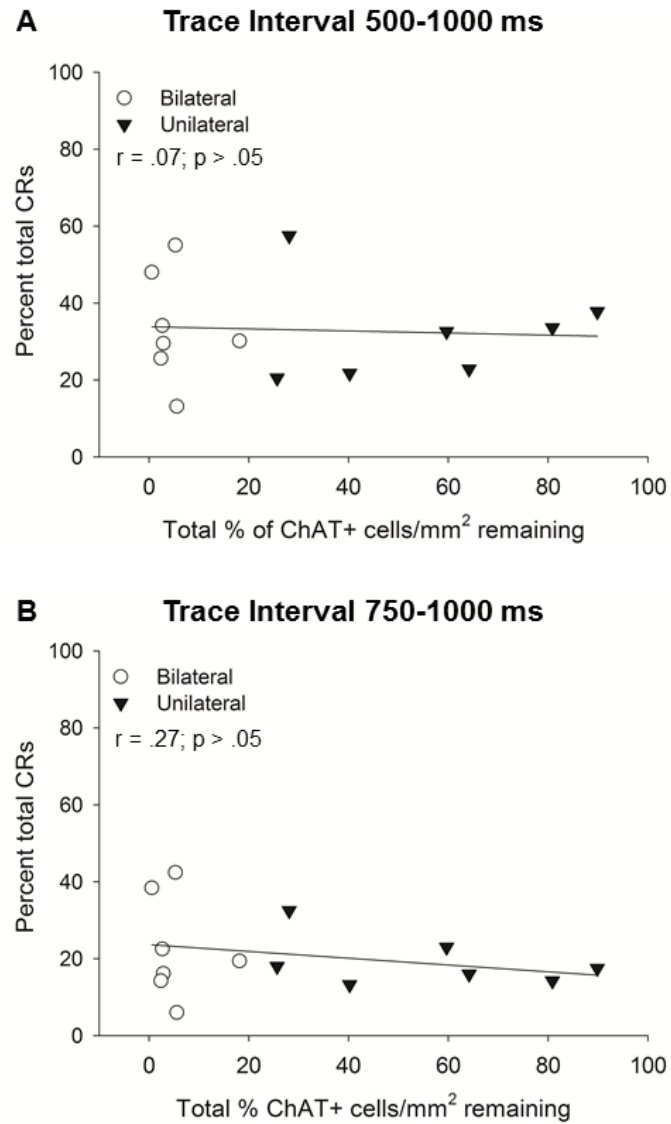 A Trace Interval 500-1000 ms
100
80
60
40
20
0
Percent total CRs
Bilateral
Unilateral
r = .07; p > .05
0 20 40 60 80 100
Total % of ChAT+ cells/mm² remaining
B Trace Interval 750-1000 ms
100
80
60
40
20
0
Percent total CRs
Bilateral
Unilateral
r = .27; p > .05
0 20 40 60 80 100
Total % ChAT+ cells/mm² remaining